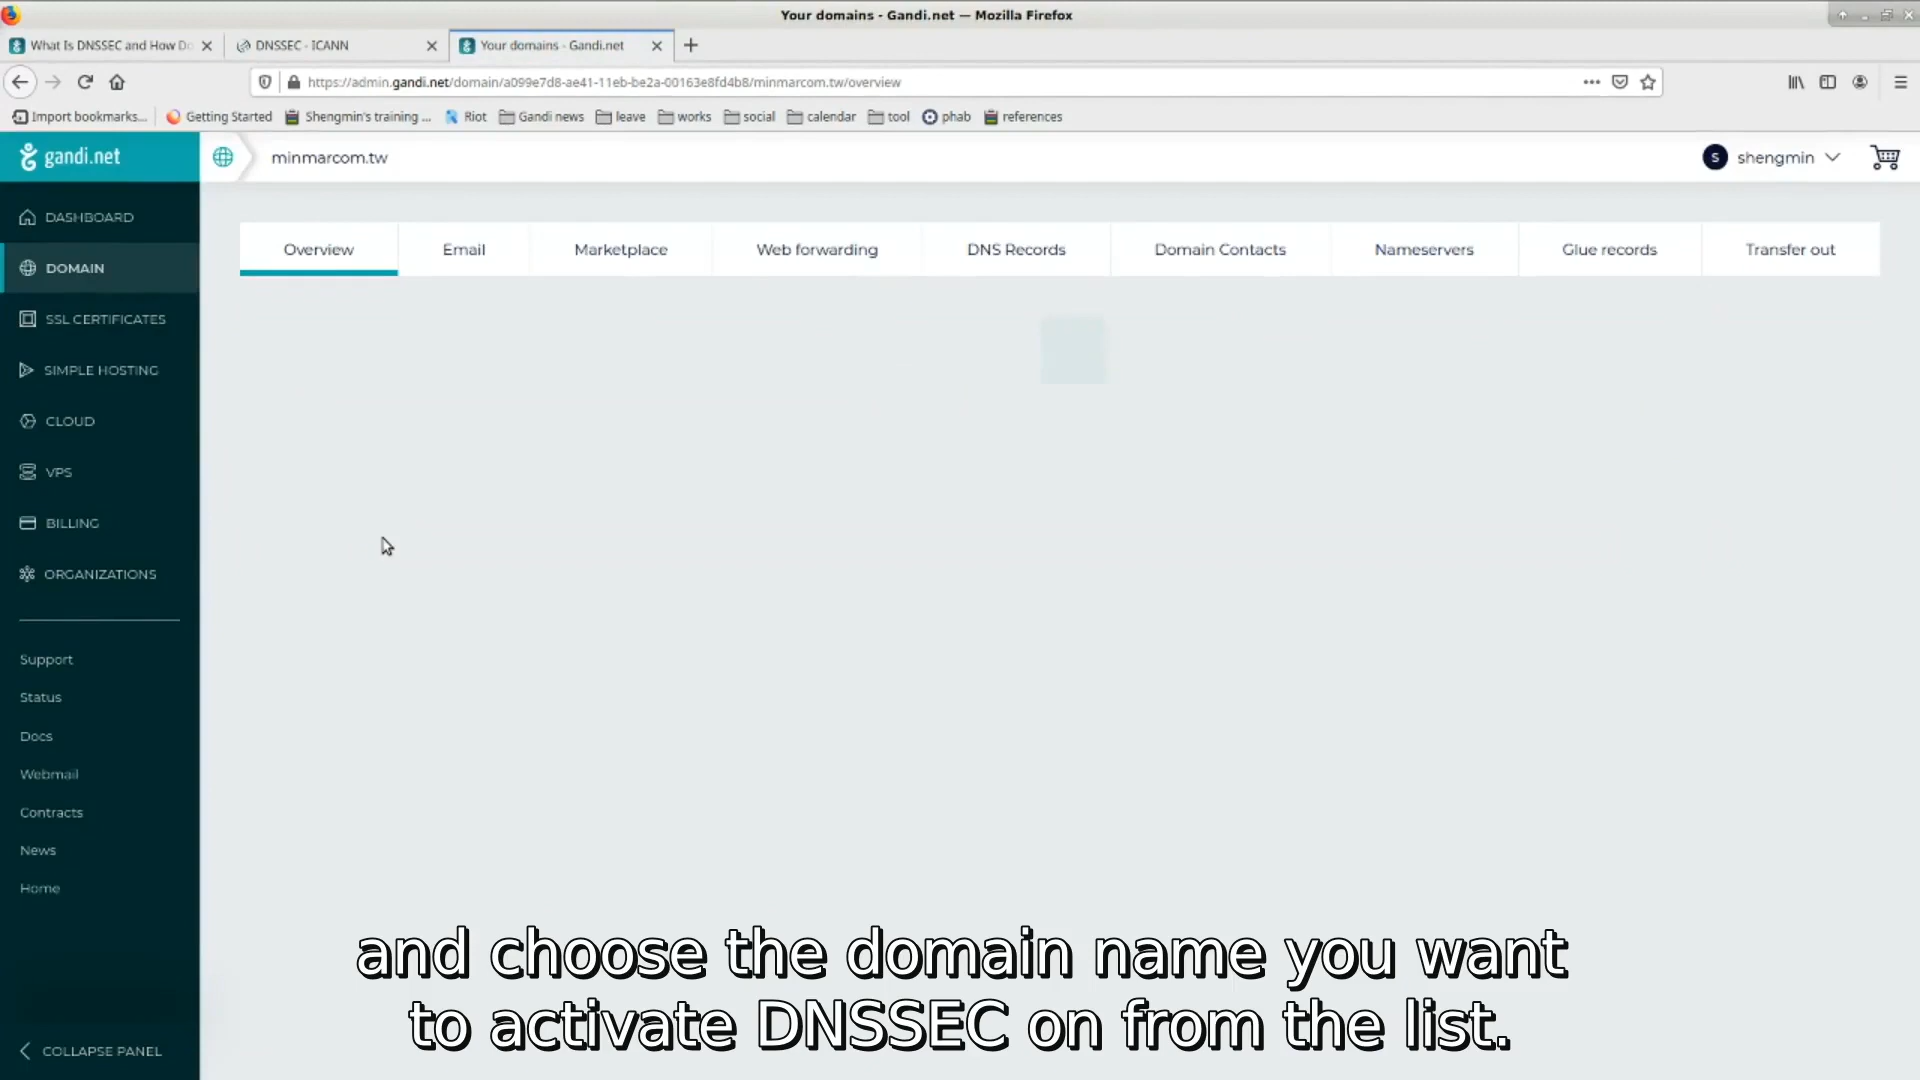 Your domains - Gandi.net — Mozilla Firefox
What Is DNSSEC and How Do
DNSSEC - ICANN
Your domains - Gandi.net
https://admin.gandi.net/domain/a099e7d8-ae41-11eb-be2a-00163e8fd4b8/minmarcom.tw/overview
Import bookmarks... Getting Started Shengmin's training ... Riot Gandi news leave works social calendar tool phab references
gandi.net
minmarcom.tw
S shengmin
Overview Email Marketplace Web forwarding DNS Records Domain Contacts Nameservers Glue records Transfer out
DASHBOARD
DOMAIN
SSL CERTIFICATES
SIMPLE HOSTING
CLOUD
VPS
BILLING
ORGANIZATIONS
Support
Status
Docs
Webmail
Contracts
News
Home
COLLAPSE PANEL
and choose the domain name you want
to activate DNSSEC on from the list.